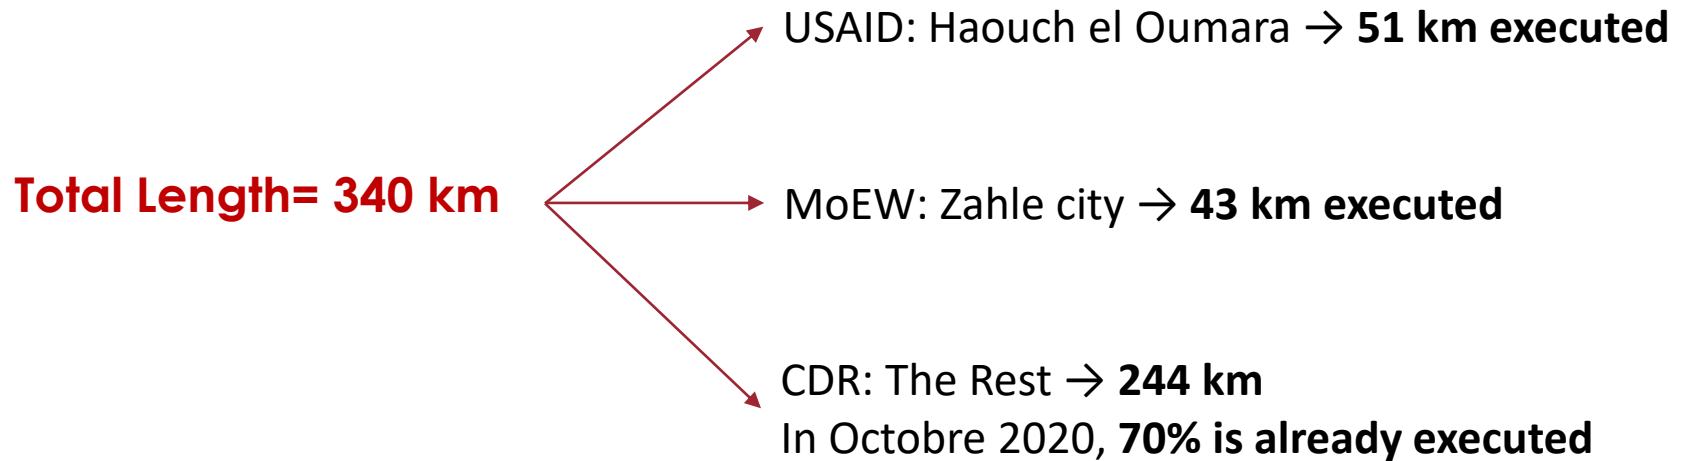 USAID: Haouch el Oumara → 51 km executed
Total Length= 340 km
MoEW: Zahle city → 43 km executed
CDR: The Rest → 244 km
In Octobre 2020, 70% is already executed